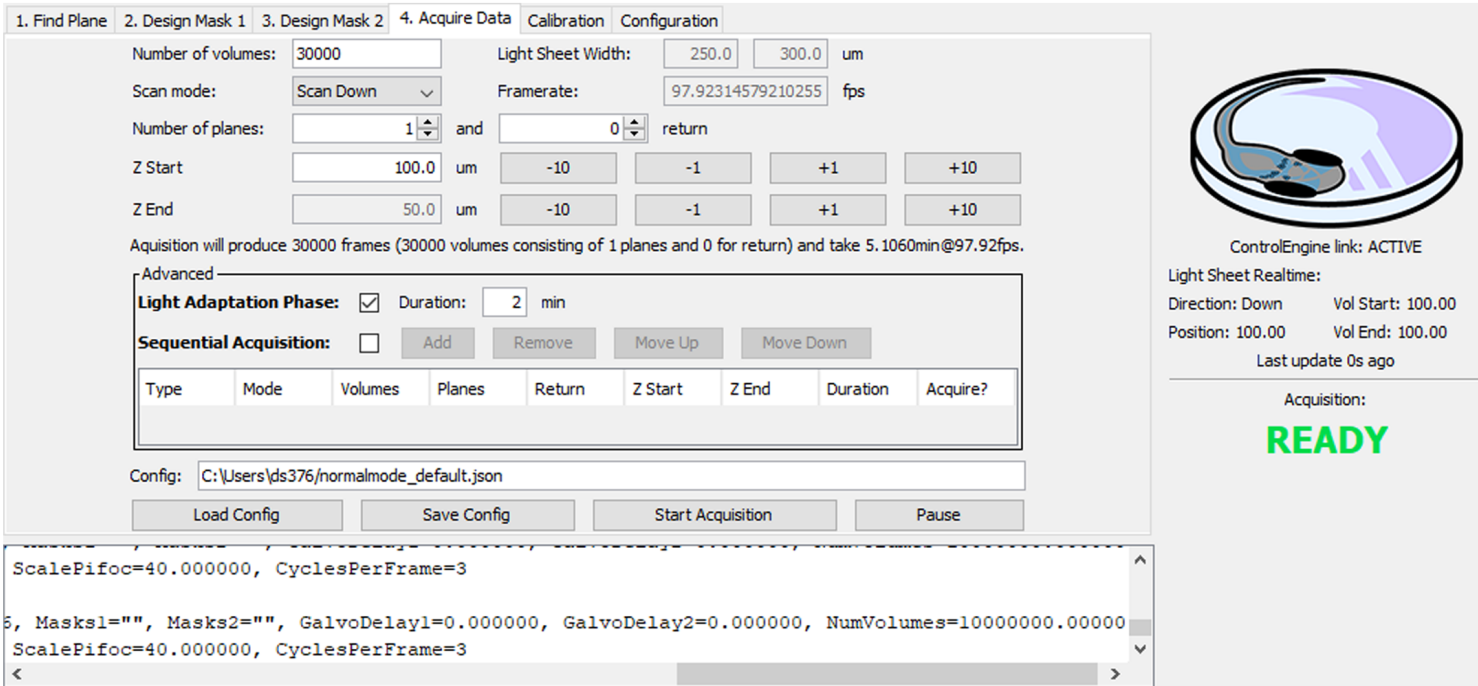 1. Find Plane 2. Design Mask 1 3. Design Mask 2 4. Acquire Data Calibration Configuration
Number of volumes: 30000 Light Sheet Width: 250.0 300.0 um
Scan mode: Scan Down Framerate: 97.92314579210255 fps
Number of planes: 1 and 0 return
Z Start 100.0 um -10 -1 +1 +10
Z End 50.0 um -10 -1 +1 +10
Aquisition will produce 30000 frames (30000 volumes consisting of 1 planes and 0 for return) and take 5.1060min@97.92fps.
Advanced
Light Adaptation Phase: Duration: 2 min
Sequential Acquisition: Add Remove Move Up Move Down
Type Mode Volumes Planes Return Z Start Z End Duration Acquire?
Config: C:\Users\ds376/normalmode_default.json
Load Config Save Config Start Acquisition Pause
ScalePifoc=40.000000, CyclesPerFrame=3
6, Masks1="", Masks2="", GalvoDelay1=0.000000, GalvoDelay2=0.000000, NumVolumes=10000000.00000
ScalePifoc=40.000000, CyclesPerFrame=3
ControlEngine link: ACTIVE
Light Sheet Realtime:
Direction: Down Vol Start: 100.00
Position: 100.00 Vol End: 100.00
Last update 0s ago
Acquisition:
READY